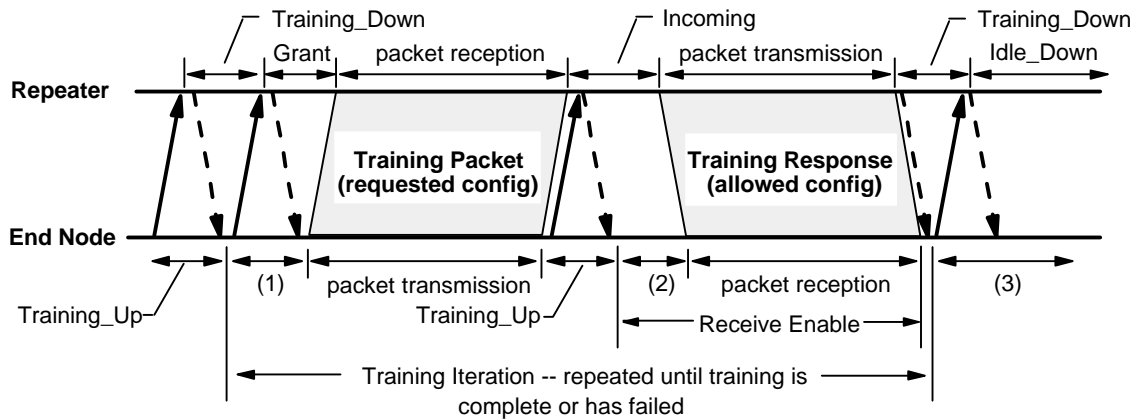 Training_Down
Incoming
Training_Down
Grant
packet reception
packet transmission
Idle_Down
Repeater
Training Packet
(requested config)
Training Response
(allowed config)
End Node
(1)
packet transmission
(2)
packet reception
(3)
Training_Up
Training_Up
Receive Enable
Training Iteration -- repeated until training is
complete or has failed